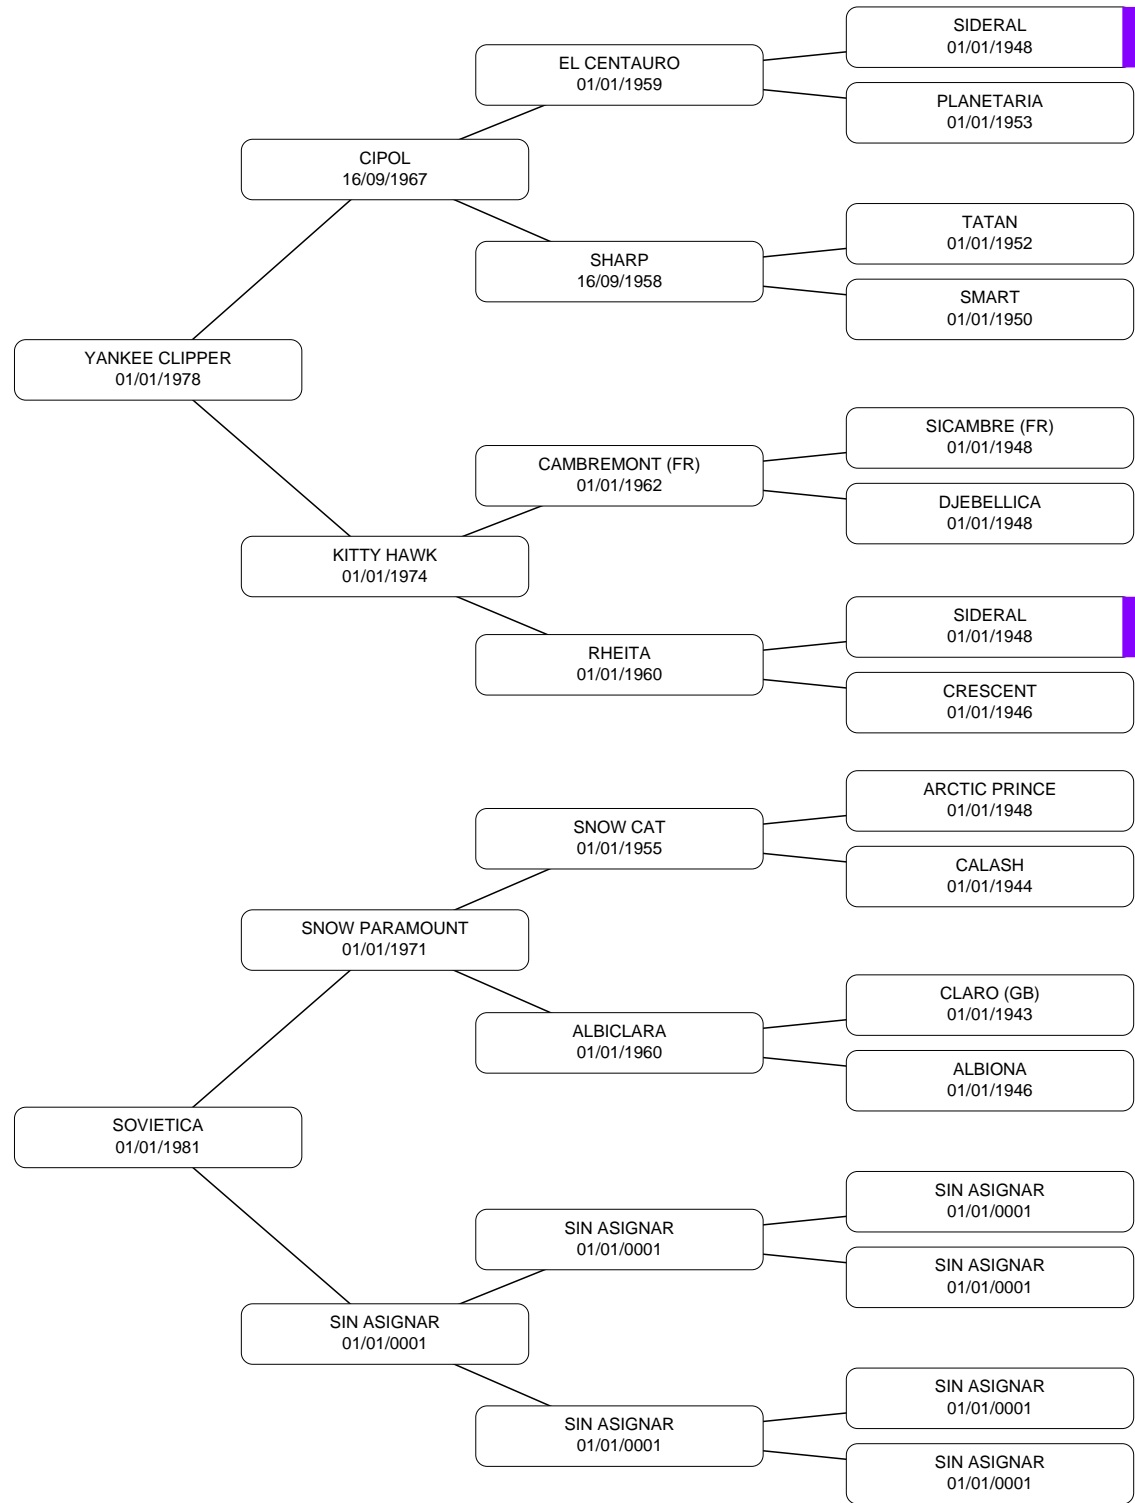 SIDERAL
01/01/1948
EL CENTAURO
01/01/1959
PLANETARIA
01/01/1953
CIPOL
16/09/1967
TATAN
01/01/1952
SHARP
16/09/1958
SMART
01/01/1950
YANKEE CLIPPER
01/01/1978
SICAMBRE (FR)
01/01/1948
CAMBREMONT (FR)
01/01/1962
DJEBELLICA
01/01/1948
KITTY HAWK
01/01/1974
SIDERAL
01/01/1948
RHEITA
01/01/1960
CRESCENT
01/01/1946
ARCTIC PRINCE
01/01/1948
SNOW CAT
01/01/1955
CALASH
01/01/1944
SNOW PARAMOUNT
01/01/1971
CLARO (GB)
01/01/1943
ALBICLARA
01/01/1960
ALBIONA
01/01/1946
SOVIETICA
01/01/1981
SIN ASIGNAR
01/01/0001
SIN ASIGNAR
01/01/0001
SIN ASIGNAR
01/01/0001
SIN ASIGNAR
01/01/0001
SIN ASIGNAR
01/01/0001
SIN ASIGNAR
01/01/0001
SIN ASIGNAR
01/01/0001